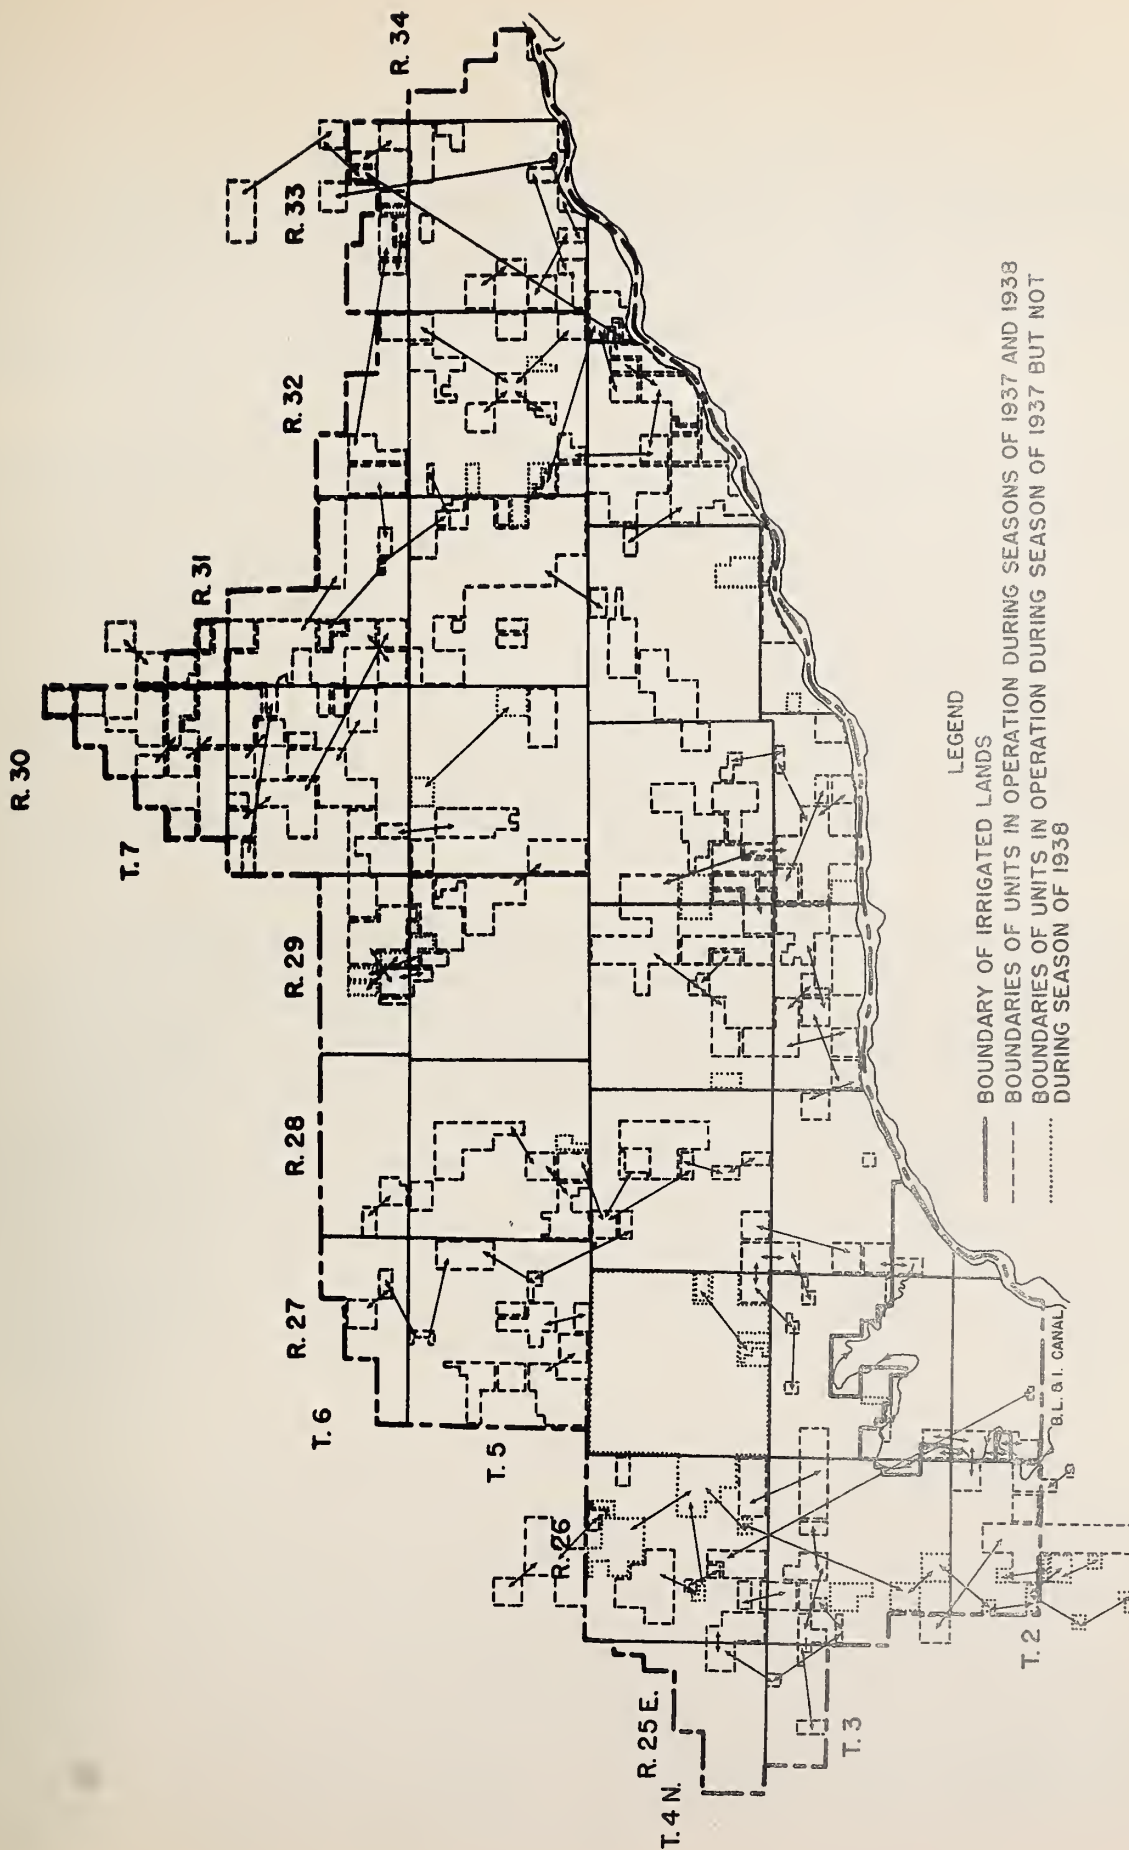 R. 34
R. 33
R. 32
R. 31
R. 30
T. 7
R. 29
R. 28
R. 27
T. 6
T. 5
R. 26
R. 25 E.
T. 4 N.
T. 3
T. 2
B.L. & I. CANAL
LEGEND
BOUNDARY OF IRRIGATED LANDS
BOUNDARIES OF UNITS IN OPERATION DURING SEASONS OF 1937 AND 1938
BOUNDARIES OF UNITS IN OPERATION DURING SEASON OF 1937 BUT NOT
DURING SEASON OF 1938